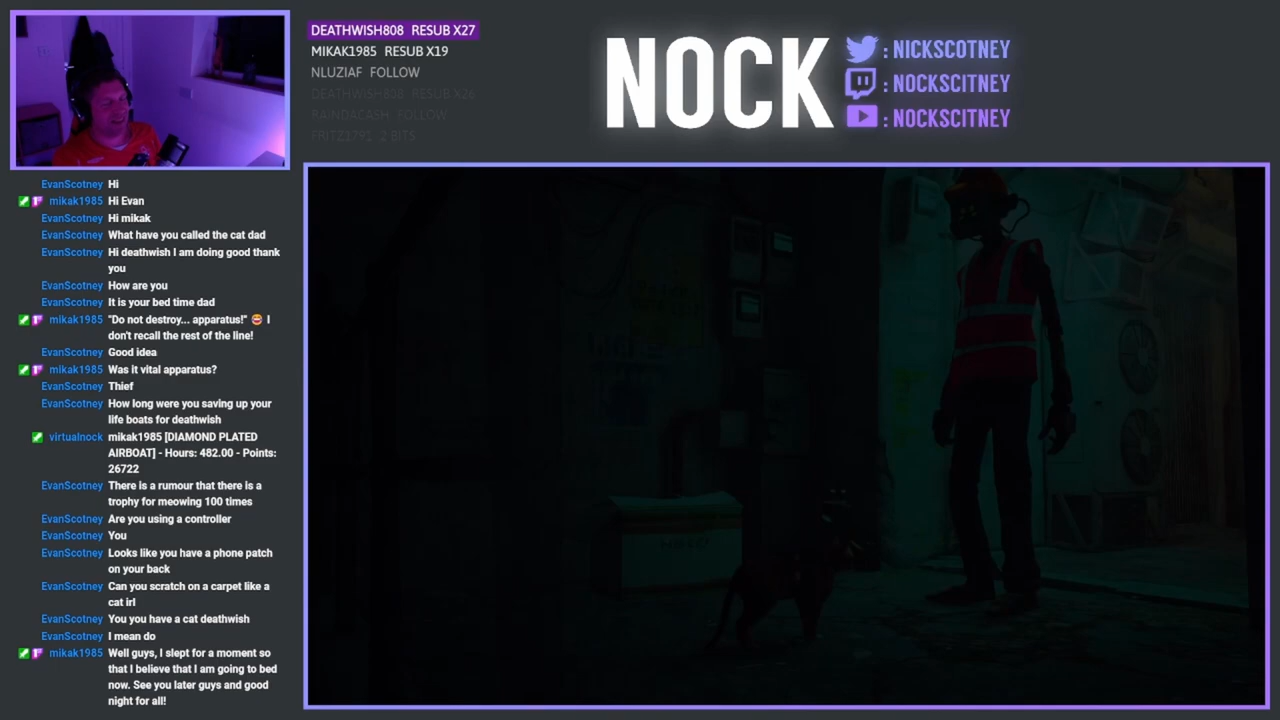 DEATHWISH808 RESUB X27
MIKAK1985 RESUB X19
NLUZIAF FOLLOW
DEATHWISH808 RESUB X26
RAINDACASH FOLLOW
FRITZ1791 2 BITS
NOCK
: NICKSCOTNEY
: NOCKSCITNEY
: NOCKSCITNEY
EvanScotney Hi
mikak1985 Hi Evan
EvanScotney Hi mikak
EvanScotney What have you called the cat dad
EvanScotney Hi deathwish I am doing good thank
you
EvanScotney How are you
EvanScotney It is your bed time dad
mikak1985 "Do not destroy... apparatus!" 😁 I
don't recall the rest of the line!
EvanScotney Good idea
mikak1985 Was it vital apparatus?
EvanScotney Thief
EvanScotney How long were you saving up your
life boats for deathwish
virtualnock mikak1985 [DIAMOND PLATED
AIRBOAT] - Hours: 482.00 - Points:
26722
EvanScotney There is a rumour that there is a
trophy for meowing 100 times
EvanScotney Are you using a controller
EvanScotney You
EvanScotney Looks like you have a phone patch
on your back
EvanScotney Can you scratch on a carpet like a
cat irl
EvanScotney You you have a cat deathwish
EvanScotney I mean do
mikak1985 Well guys, I slept for a moment so
that I believe that I am going to bed
now. See you later guys and good
night for all!